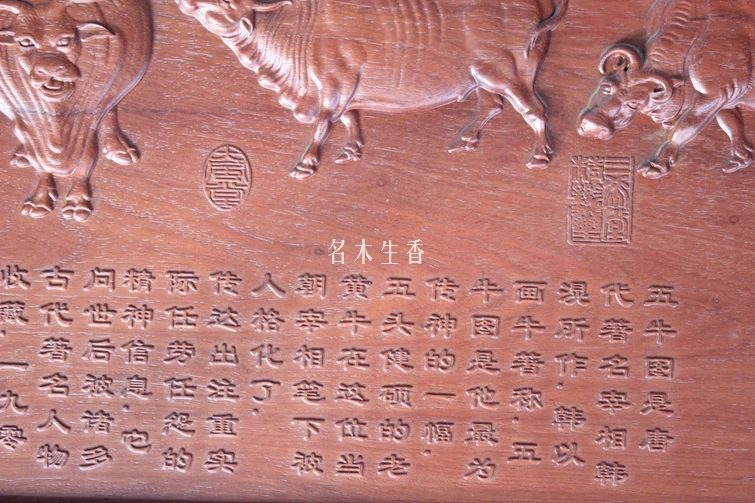 名木生香
五牛图是唐
代著名宰相韩
滉所作.韩以
画牛著称.五
牛图是他最为
传神的一幅.
五头健硕的老
黄牛在这位当
朝宰相笔下被
人格化了.
传达出注重实
际任劳任怨的
精神信息.它
问世后被诸多
古代著名人物
收藏.一九零